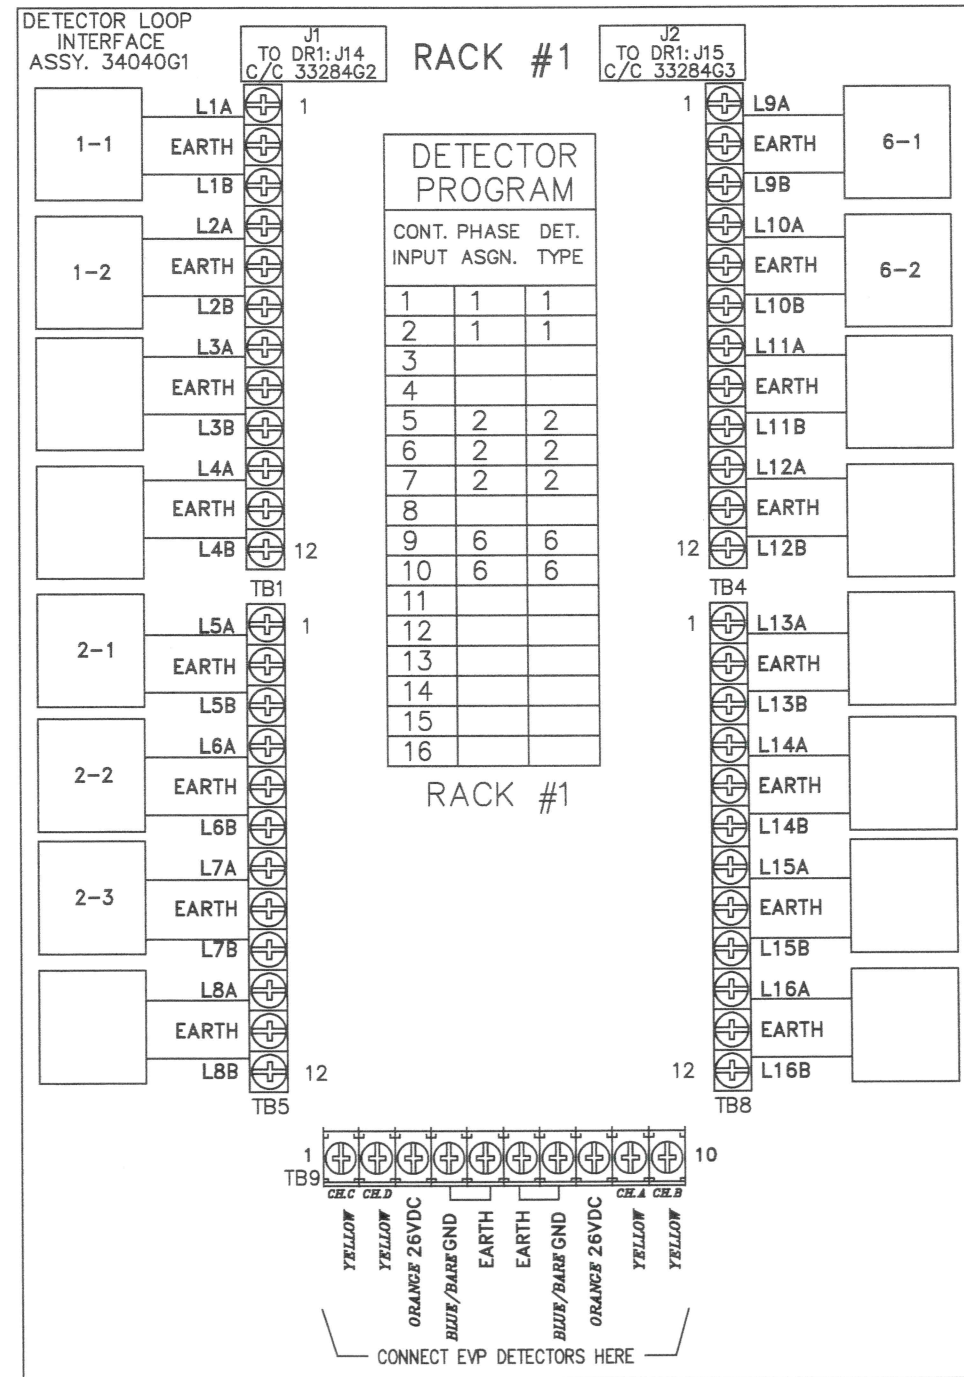 DETECTOR LOOP
INTERFACE
ASSY. 34040G1
J1
TO DR1:J14
C/C 33284G2
RACK #1
J2
TO DR1:J15
C/C 33284G3
1-1
L1A
EARTH
L1B
1
1-2
L2A
EARTH
L2B
L3A
EARTH
L3B
L4A
EARTH
L4B
12
TB1
2-1
L5A
EARTH
L5B
1
2-2
L6A
EARTH
L6B
2-3
L7A
EARTH
L7B
L8A
EARTH
L8B
12
TB5
DETECTOR
PROGRAM
CONT. PHASE DET.
INPUT ASGN. TYPE
1 1 1
2 1 1
3
4
5 2 2
6 2 2
7 2 2
8
9 6 6
10 6 6
11
12
13
14
15
16
RACK #1
1
L9A
EARTH
L9B
6-1
L10A
EARTH
L10B
6-2
L11A
EARTH
L11B
L12A
EARTH
12
L12B
TB4
1
L13A
EARTH
L13B
L14A
EARTH
L14B
L15A
EARTH
L15B
L16A
EARTH
12
L16B
TB8
1
TB9
10
CH.C
YELLOW
CH.D
YELLOW
ORANGE 26VDC
BLUE/BARE GND
EARTH
EARTH
BLUE/BARE GND
ORANGE 26VDC
CH.A
YELLOW
CH.B
YELLOW
CONNECT EVP DETECTORS HERE